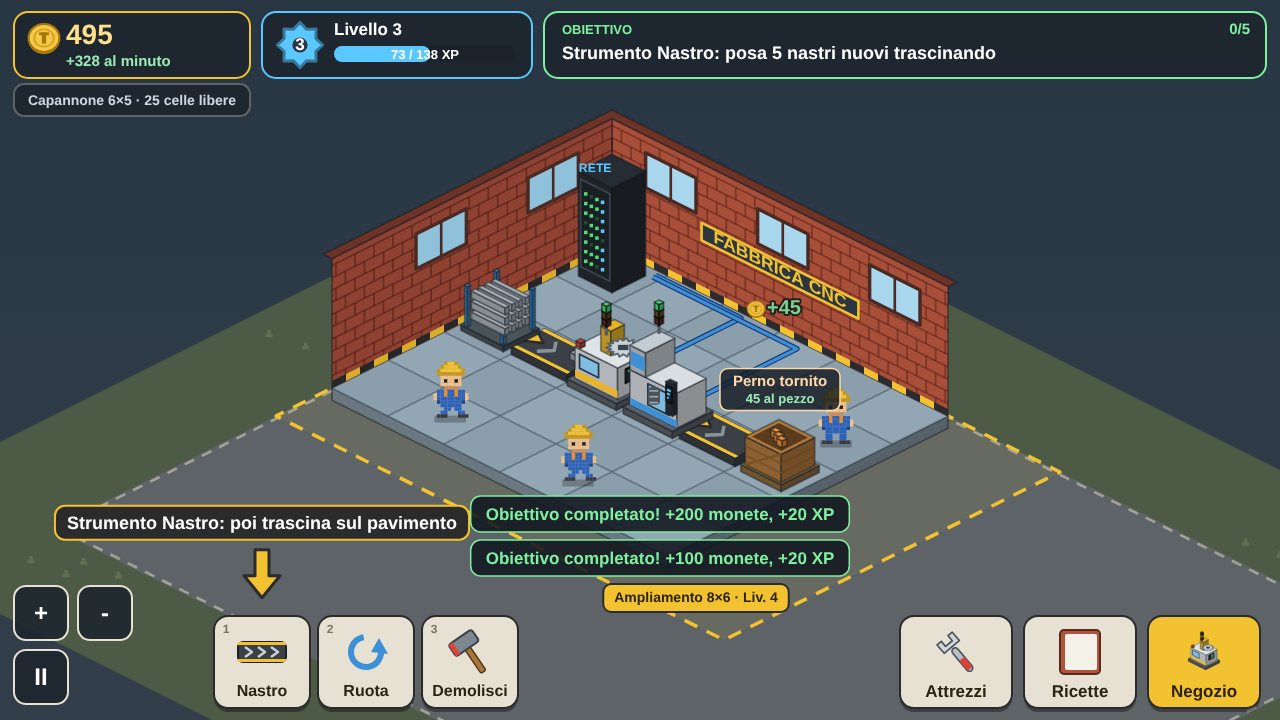 495
+328 al minuto
3
Livello 3
73 / 138 XP
OBIETTIVO
0/5
Strumento Nastro: posa 5 nastri nuovi trascinando
Capannone 6×5 · 25 celle libere
RETE
FABBRICA CNC
+45
Perno tornito
45 al pezzo
Strumento Nastro: poi trascina sul pavimento
Obiettivo completato! +200 monete, +20 XP
Obiettivo completato! +100 monete, +20 XP
Ampliamento 8×6 · Liv. 4
+
-
II
1
Nastro
2
Ruota
3
Demolisci
Attrezzi
Ricette
Negozio